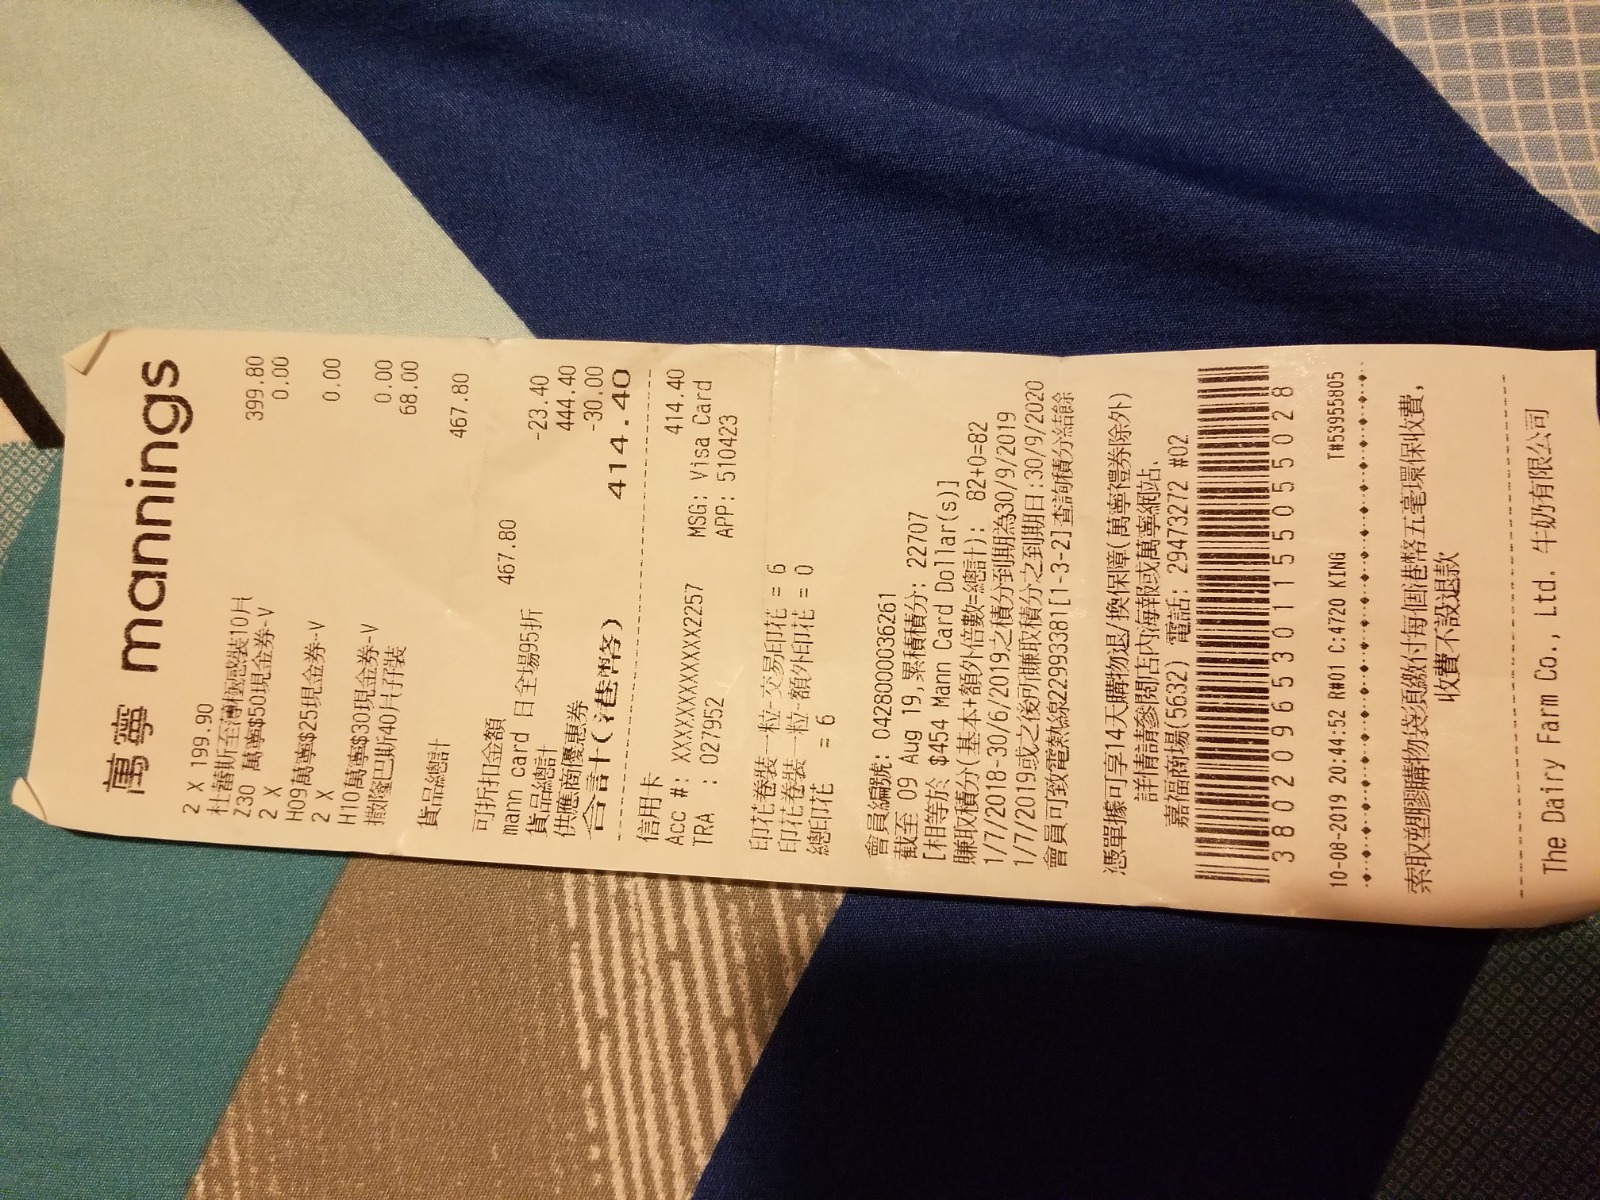 萬寧 mannings
2 X 199.90
杜蕾斯至薄極感裝10片 399.80
Z30 萬寧$50現金券-V 0.00
2 X
H09萬寧$25現金券-V 0.00
2 X
H10萬寧$30現金券-V 0.00
撒隆巴斯40片孖裝 68.00
貨品總計 467.80
可折扣金額 467.80
mann card 日全場95折 -23.40
貨品總計 444.40
供應商優惠券 -30.00
合計(港幣) 414.40
信用卡 414.40
ACC #: XXXXXXXXXXXX2257 MSG: Visa Card
TRA : 027952 APP: 510423
印花卷裝一粒-交易印花 = 6
印花卷裝一粒-額外印花 = 0
總印花 = 6
會員編號: 0428000036261
截至 09 Aug 19,累積積分: 22707
[相等於 $454 Mann Card Dollar(s)]
賺取積分(基本+額外倍數=總計): 82+0=82
1/7/2018-30/6/2019之積分到期為30/9/2019
1/7/2019或之後所賺取積分之到期日:30/9/2020
會員可致電熱線22993381[1-3-2]查詢積分結餘
憑單據可享14天購物退/換保障(萬寧禮券除外)
詳情請參閱店內海報或萬寧網站、
嘉福商場(5632) 電話: 29473272 #02
3802096530115505 5028
10-08-2019 20:44:52 R#01 C:4720 KING T#53955805
索取塑膠購物袋須繳付每個港幣五毫環保收費,
收費不設退款
The Dairy Farm Co., Ltd. 牛奶有限公司